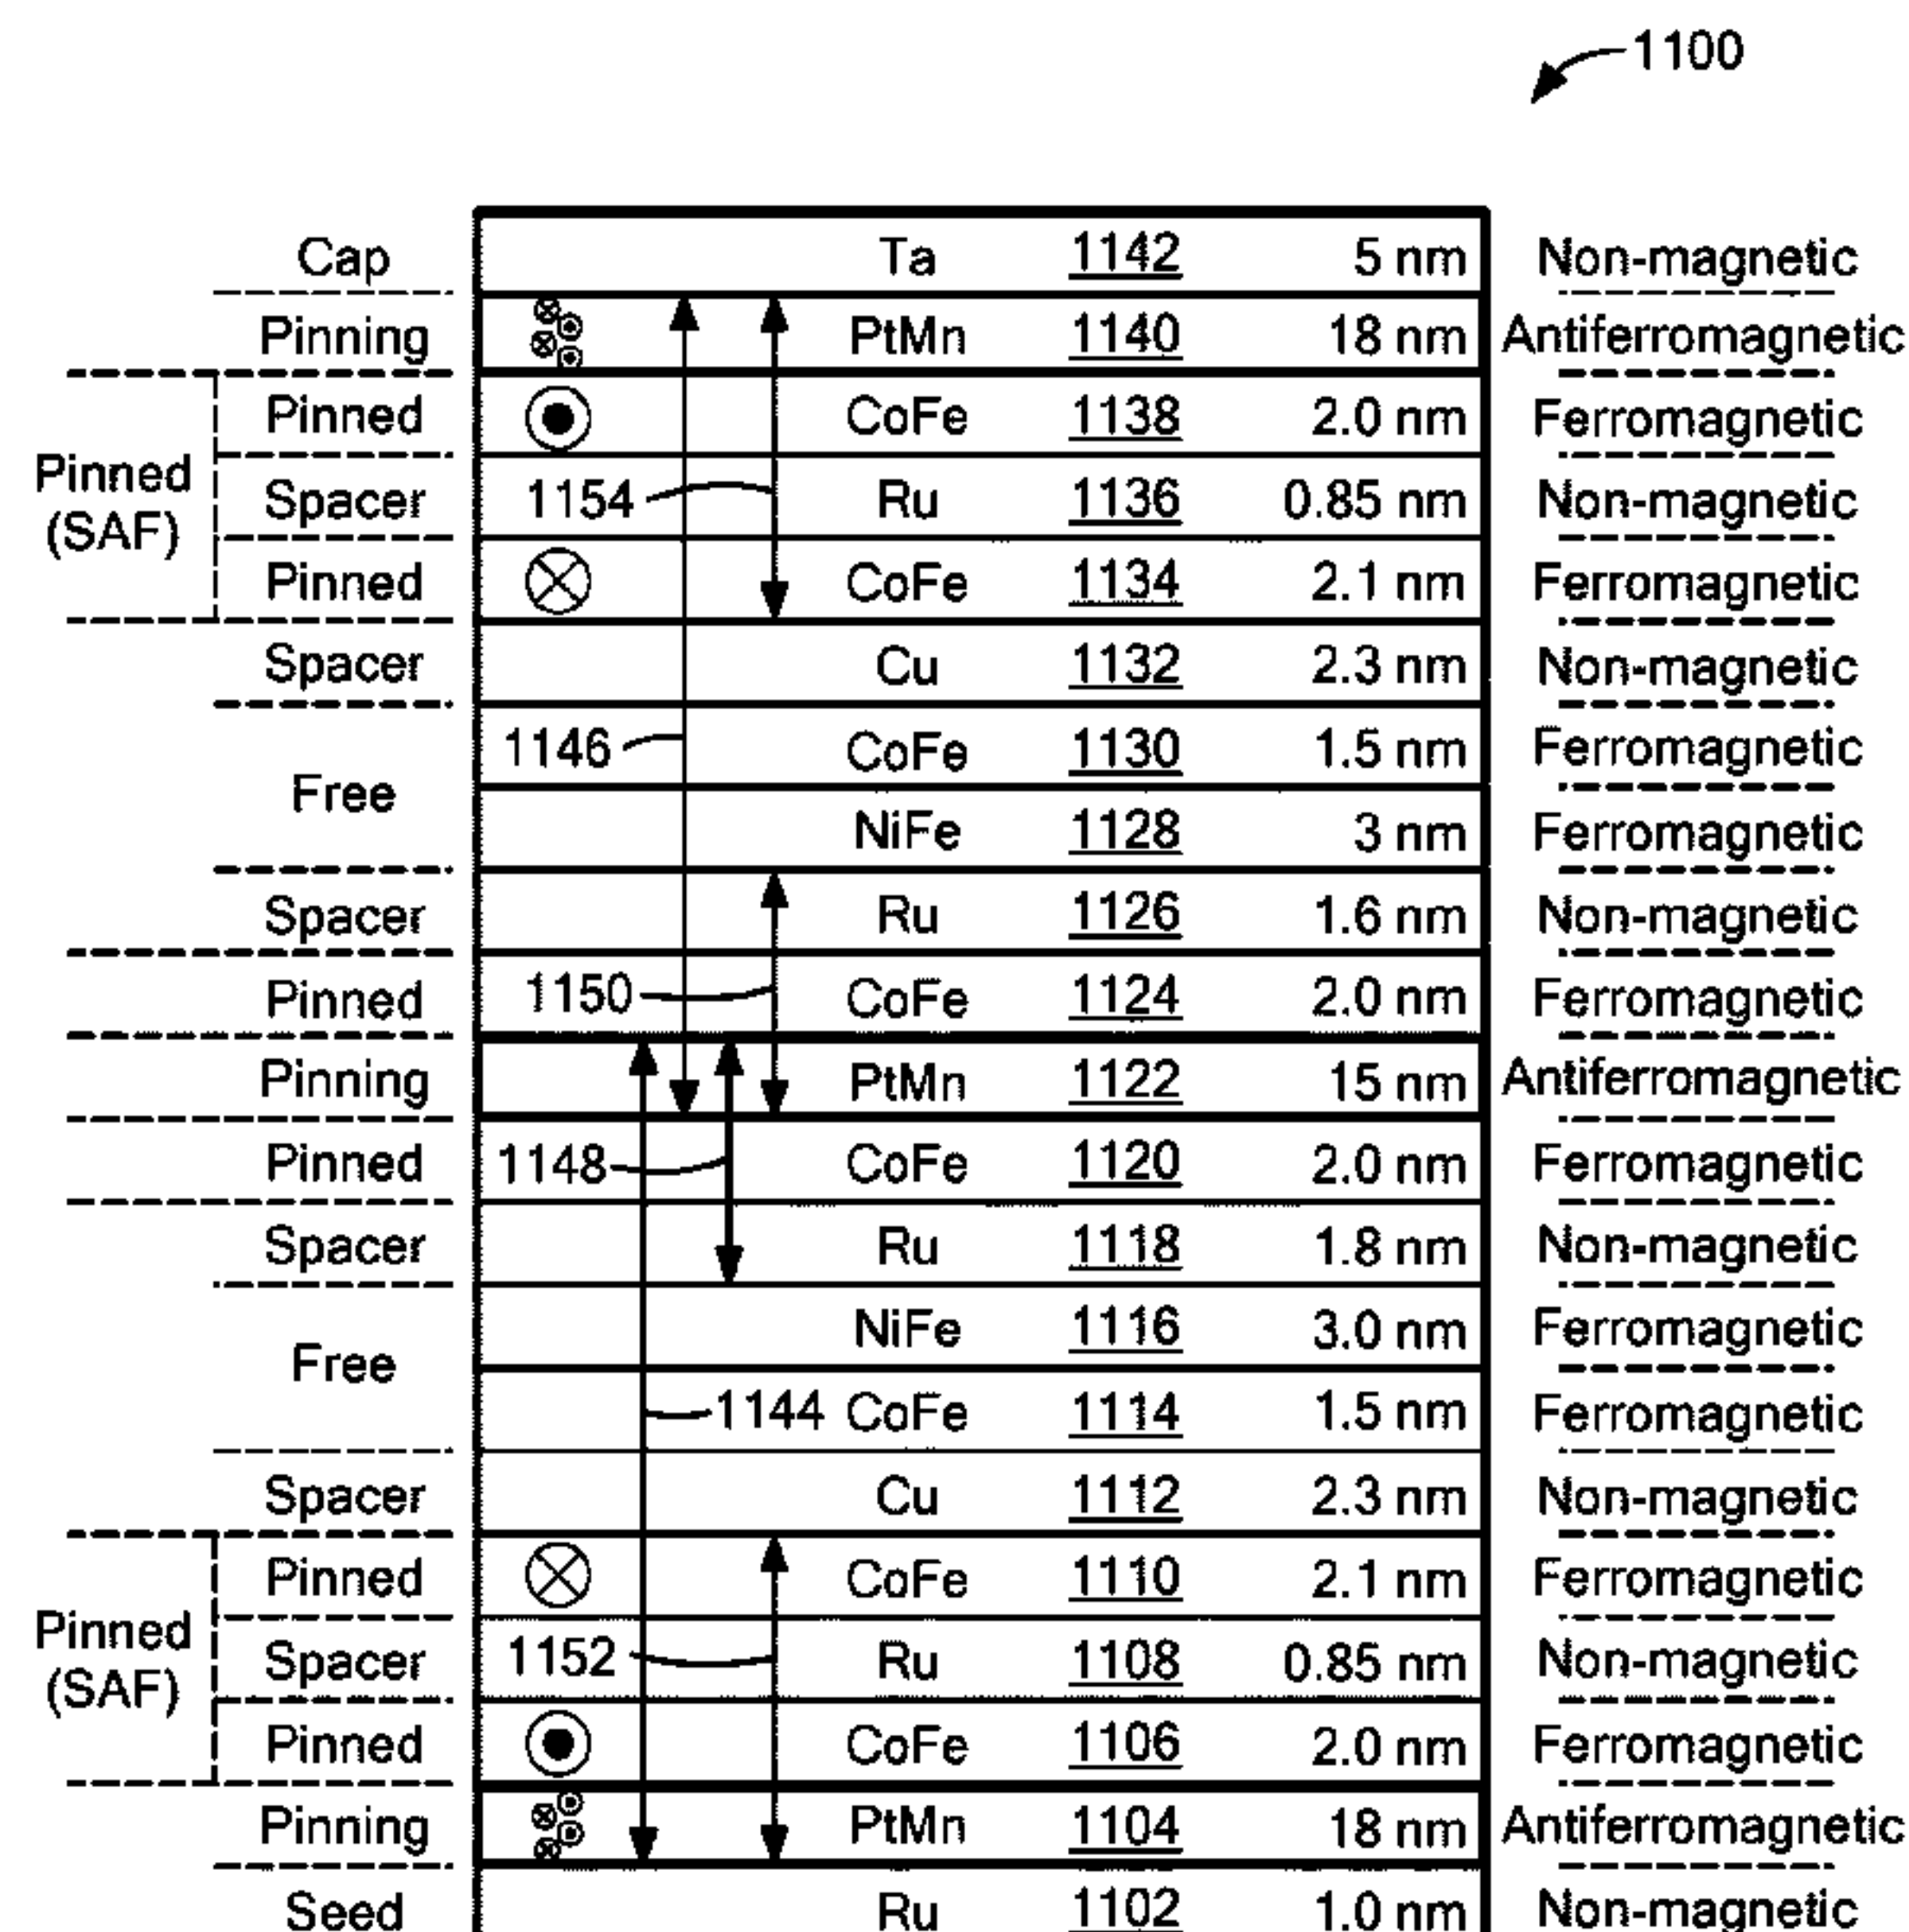 1100
Cap Ta 1142 5 nm Non-magnetic
Pinning PtMn 1140 18 nm Antiferromagnetic
Pinned CoFe 1138 2.0 nm Ferromagnetic
Pinned (SAF)
Spacer 1154 Ru 1136 0.85 nm Non-magnetic
Pinned CoFe 1134 2.1 nm Ferromagnetic
Spacer Cu 1132 2.3 nm Non-magnetic
1146 CoFe 1130 1.5 nm Ferromagnetic
Free
NiFe 1128 3 nm Ferromagnetic
Spacer Ru 1126 1.6 nm Non-magnetic
Pinned 1150 CoFe 1124 2.0 nm Ferromagnetic
Pinning PtMn 1122 15 nm Antiferromagnetic
Pinned 1148 CoFe 1120 2.0 nm Ferromagnetic
Spacer Ru 1118 1.8 nm Non-magnetic
NiFe 1116 3.0 nm Ferromagnetic
Free
1144 CoFe 1114 1.5 nm Ferromagnetic
Spacer Cu 1112 2.3 nm Non-magnetic
Pinned CoFe 1110 2.1 nm Ferromagnetic
Pinned (SAF)
Spacer 1152 Ru 1108 0.85 nm Non-magnetic
Pinned CoFe 1106 2.0 nm Ferromagnetic
Pinning PtMn 1104 18 nm Antiferromagnetic
Seed Ru 1102 1.0 nm Non-magnetic